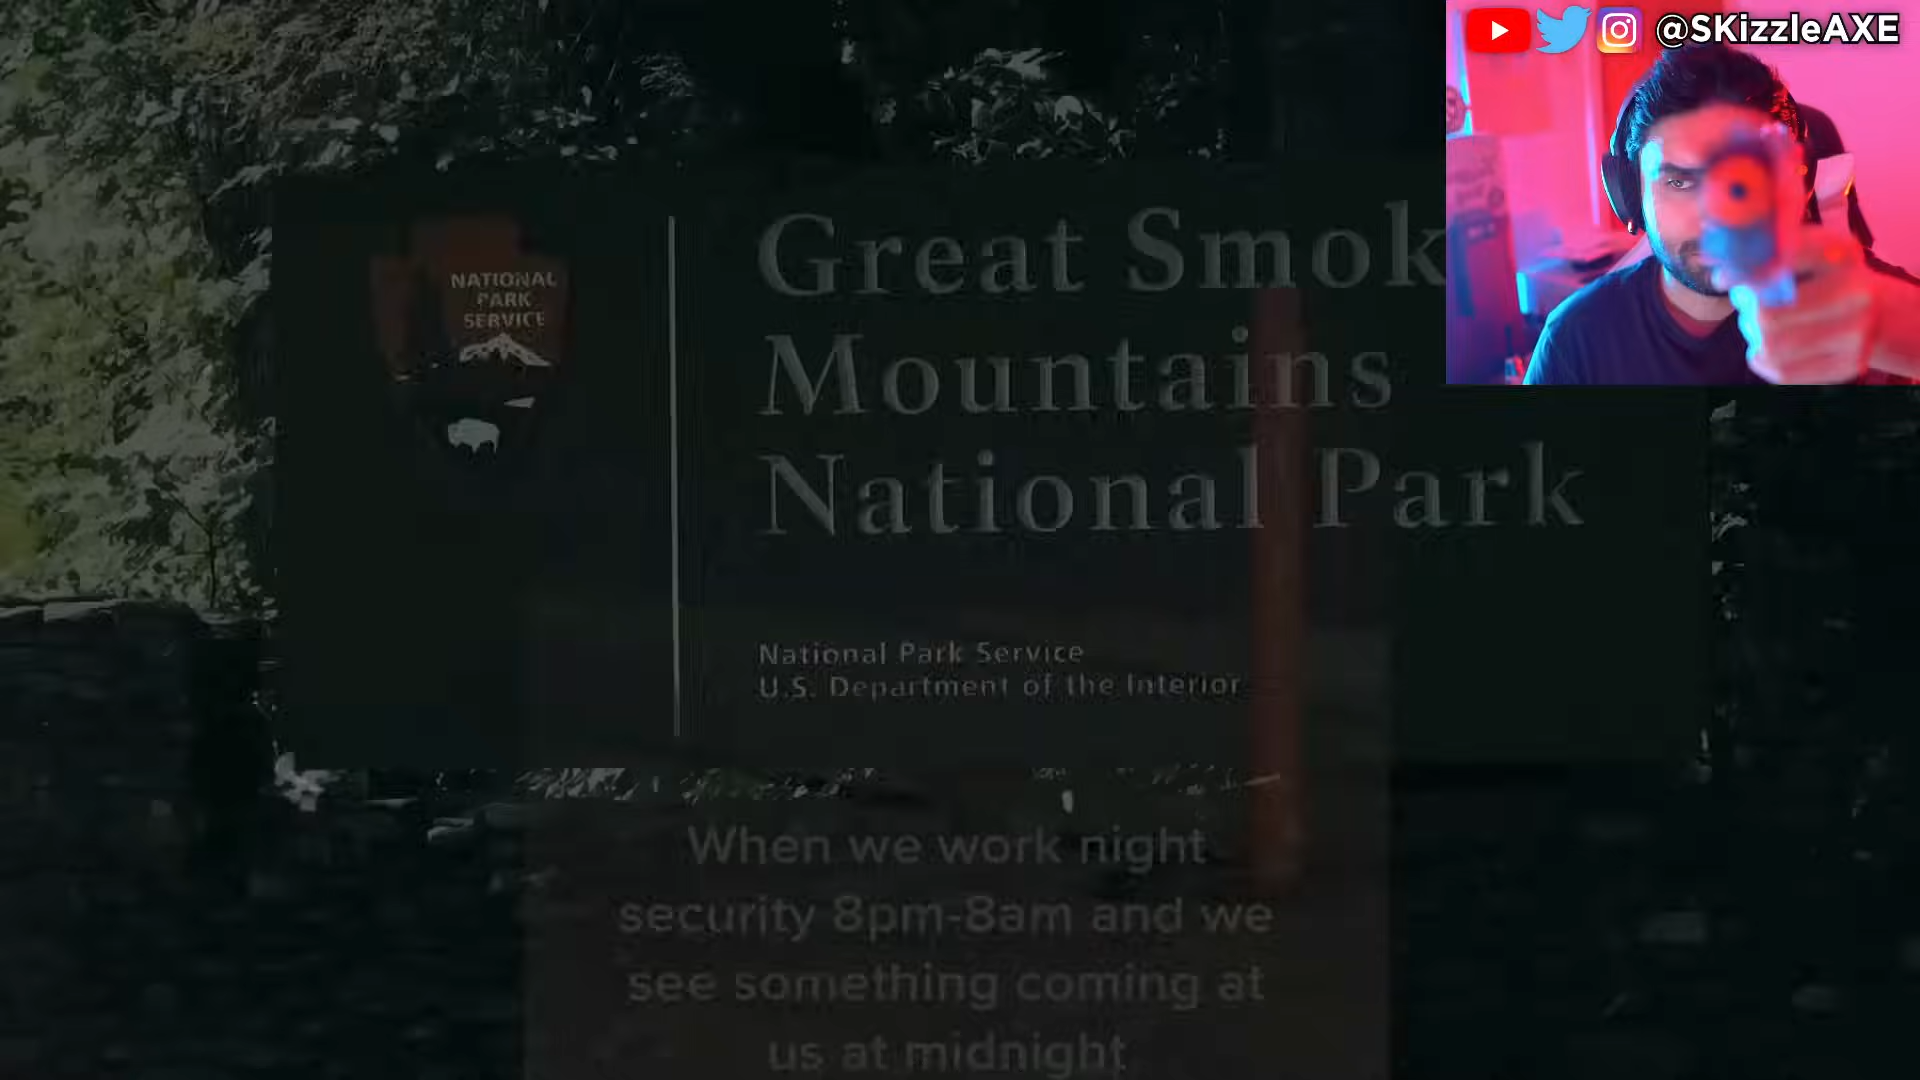 @SKizzleAXE
NATIONAL
PARK
SERVICE
Great Smok
Mountains
National Park
National Park Service
U.S. Department of the Interior
When we work night
security 8pm-8am and we
see something coming at
us at midnight